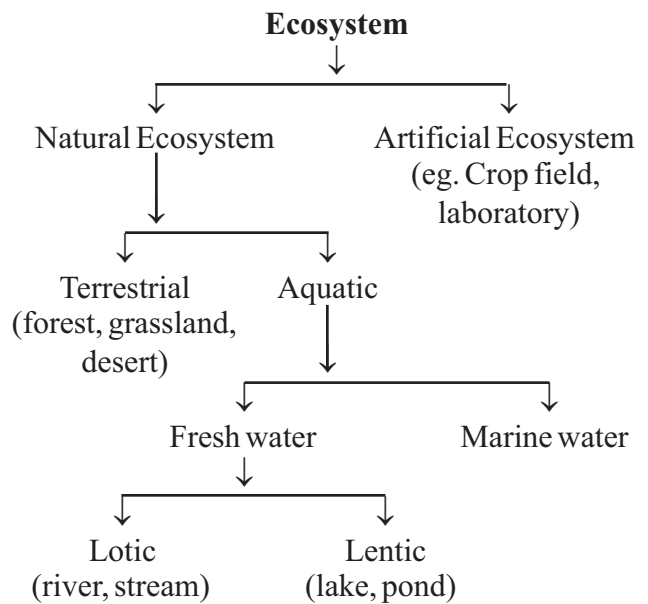 Ecosystem
Natural Ecosystem
Artificial Ecosystem
(eg. Crop field,
laboratory)
Terrestrial
(forest, grassland,
desert)
Aquatic
Fresh water
Marine water
Lotic
(river, stream)
Lentic
(lake, pond)